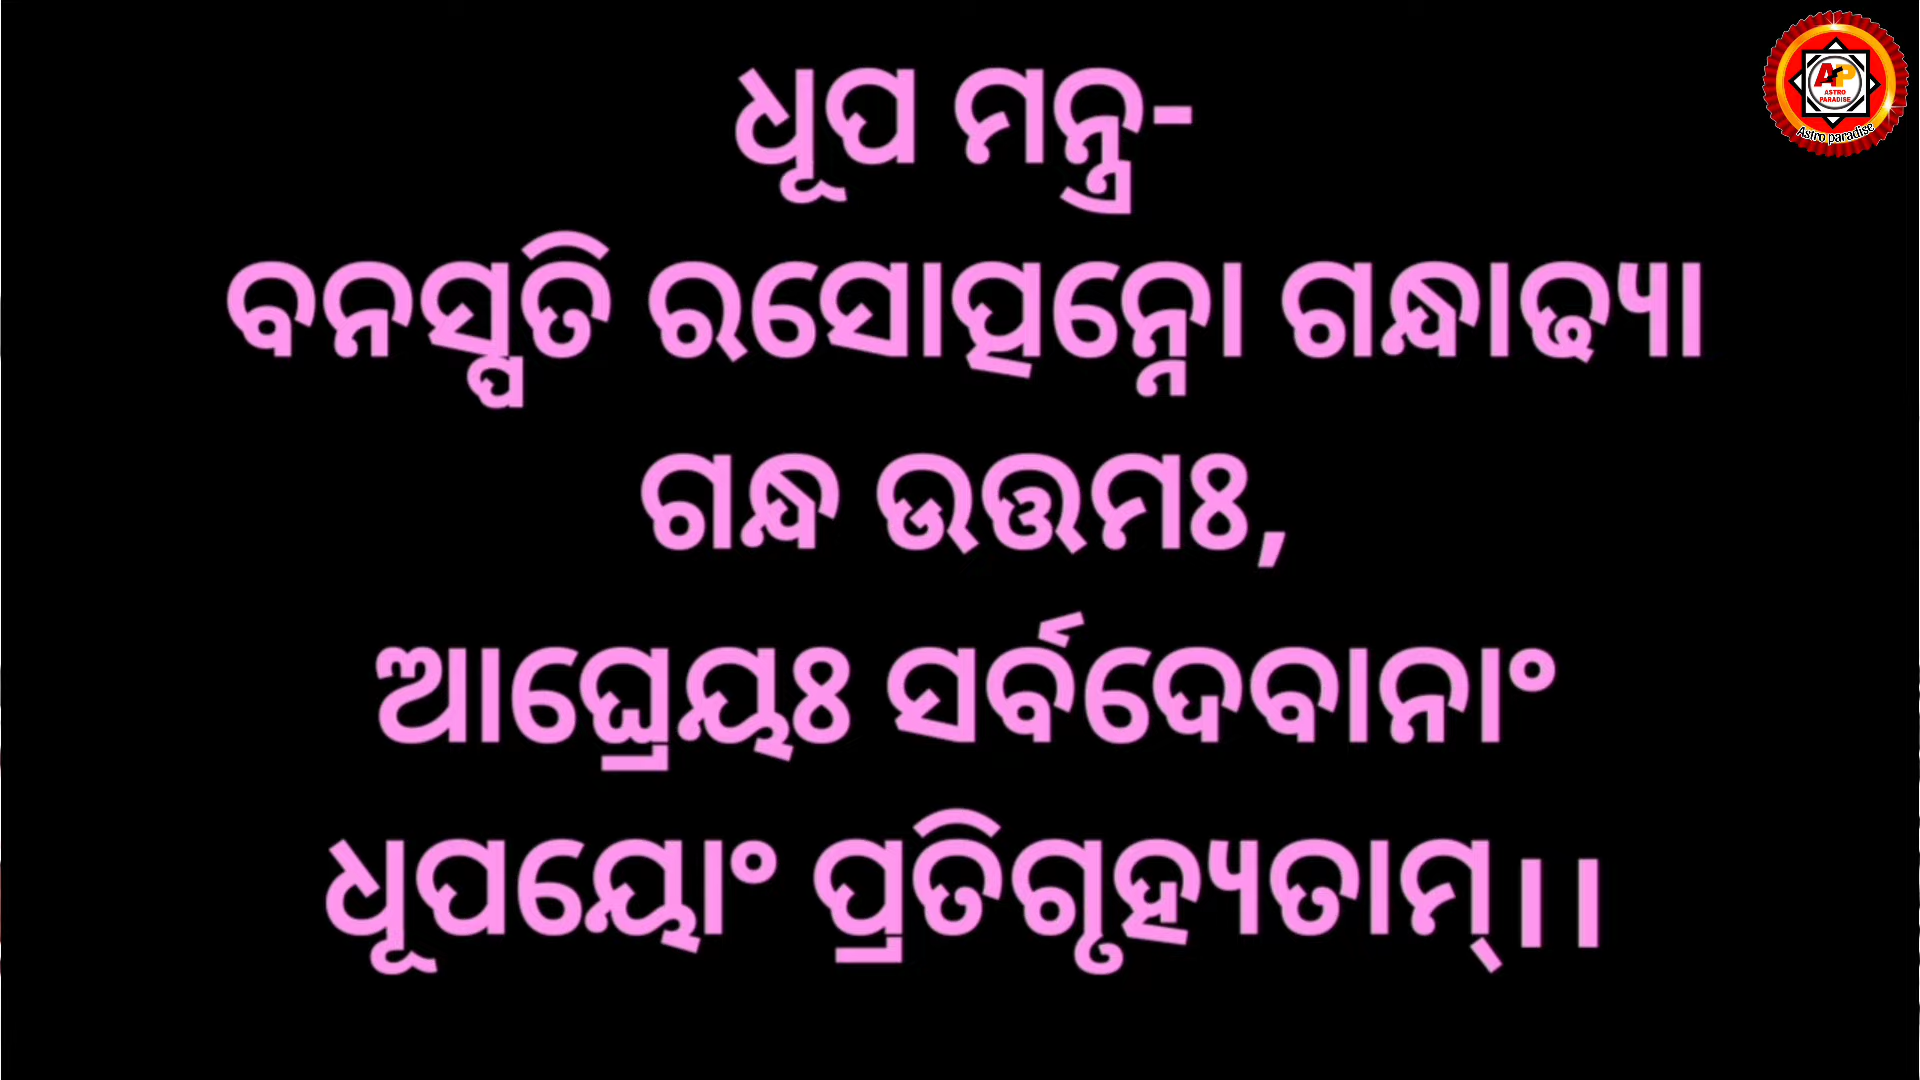 ଧୂପ ମନ୍ତ୍ର-
ବନସ୍ପତି ରସୋତ୍ପନ୍ନୋ ଗନ୍ଧାଢ୍ୟା
ଗନ୍ଧ ଉତ୍ତମଃ,
ଆଘ୍ରେୟଃ ସର୍ବଦେବାନାଂ
ଧୂପୟୋଂ ପ୍ରତିଗୃହ୍ୟତାମ୍।।
AP
ASTRO
PARADISE
Astro paradise